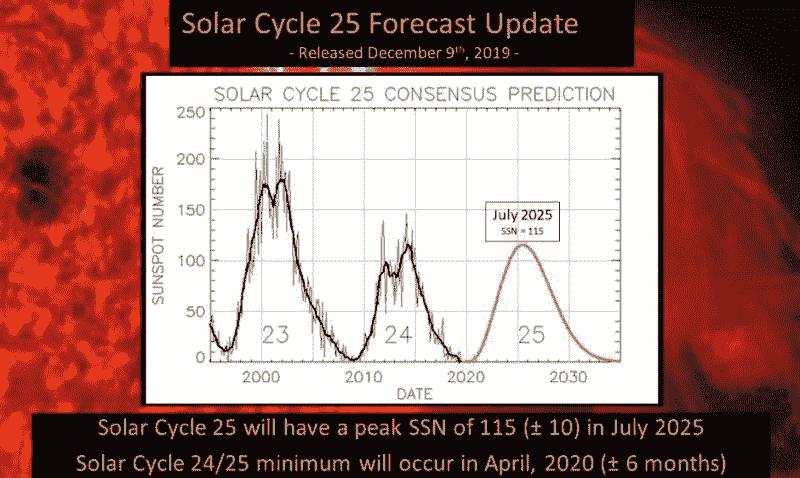 Solar Cycle 25 Forecast Update
- Released December 9th, 2019 -
SOLAR CYCLE 25 CONSENSUS PREDICTION
SUNSPOT NUMBER
250
200
150
100
50
0
July 2025
SSN = 115
23
24
25
2000
2010
2020
2030
DATE
Solar Cycle 25 will have a peak SSN of 115 (± 10) in July 2025
Solar Cycle 24/25 minimum will occur in April, 2020 (± 6 months)